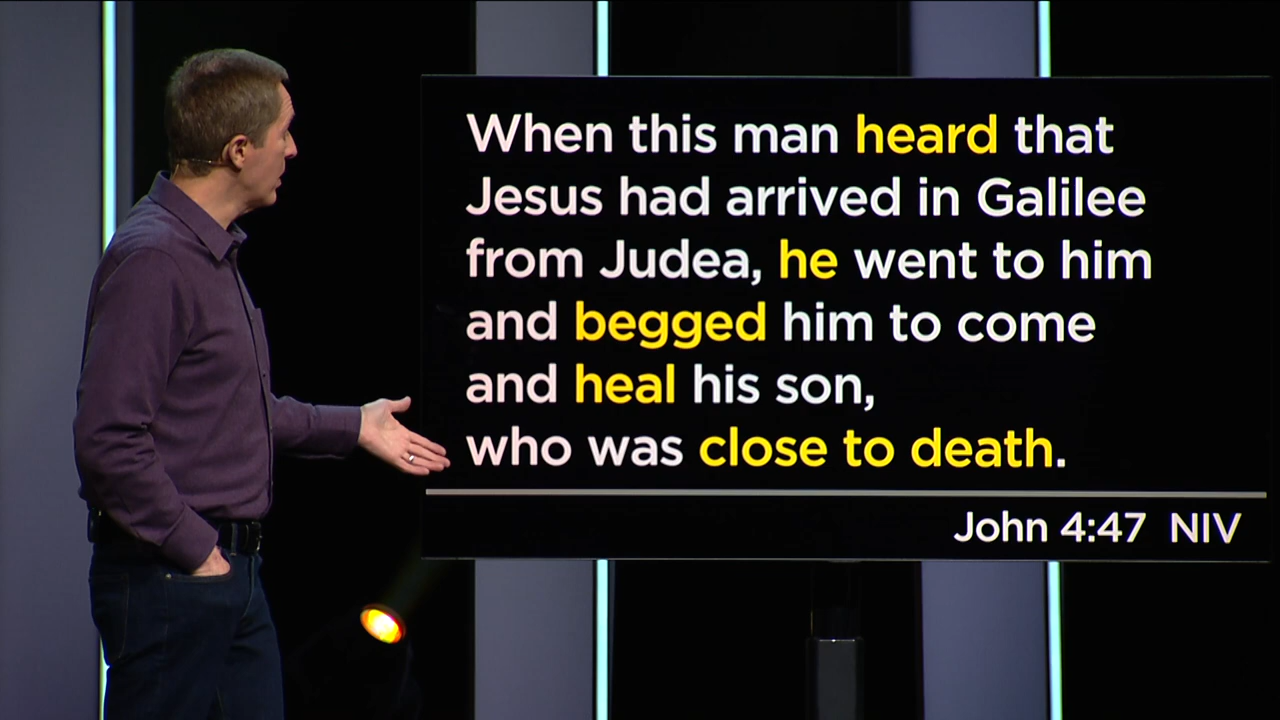 When this man heard that
Jesus had arrived in Galilee
from Judea, he went to him
and begged him to come
and heal his son,
who was close to death.
John 4:47 NIV